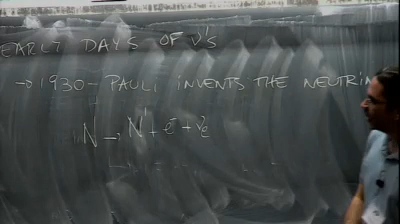 EARLY DAYS OF ν's
→ 1930 - PAULI INVENTS THE NEUTRIN
N → N' + e⁻ + ν̄e